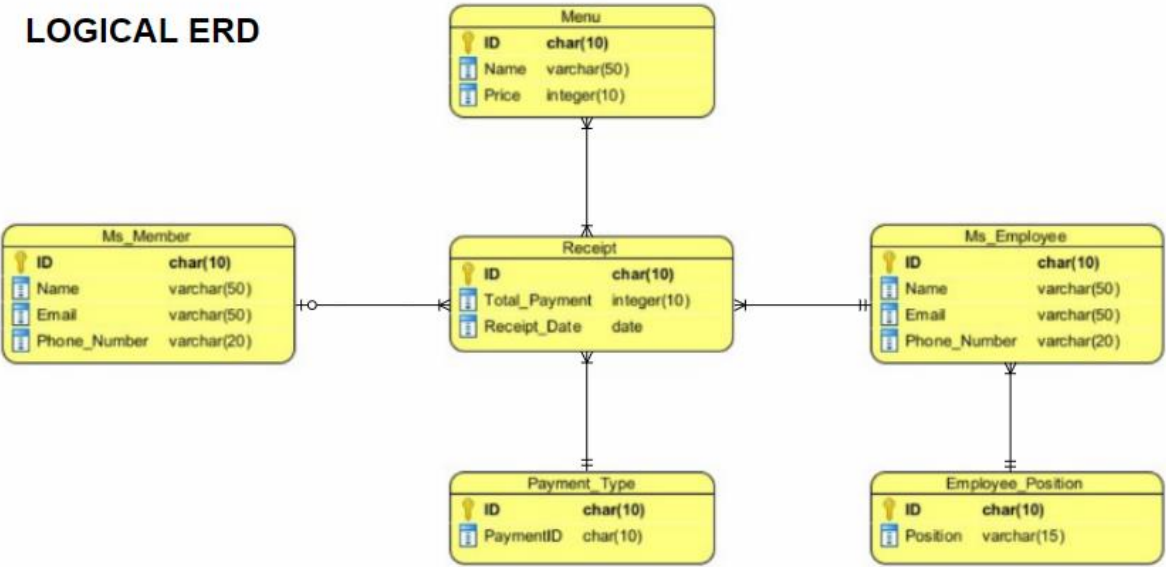 LOGICAL ERD
Menu
ID char(10)
Name varchar(50)
Price integer(10)
Ms_Member
ID char(10)
Name varchar(50)
Email varchar(50)
Phone_Number varchar(20)
Receipt
ID char(10)
Total_Payment integer(10)
Receipt_Date date
Ms_Employee
ID char(10)
Name varchar(50)
Email varchar(50)
Phone_Number varchar(20)
Payment_Type
ID char(10)
PaymentID char(10)
Employee_Position
ID char(10)
Position varchar(15)